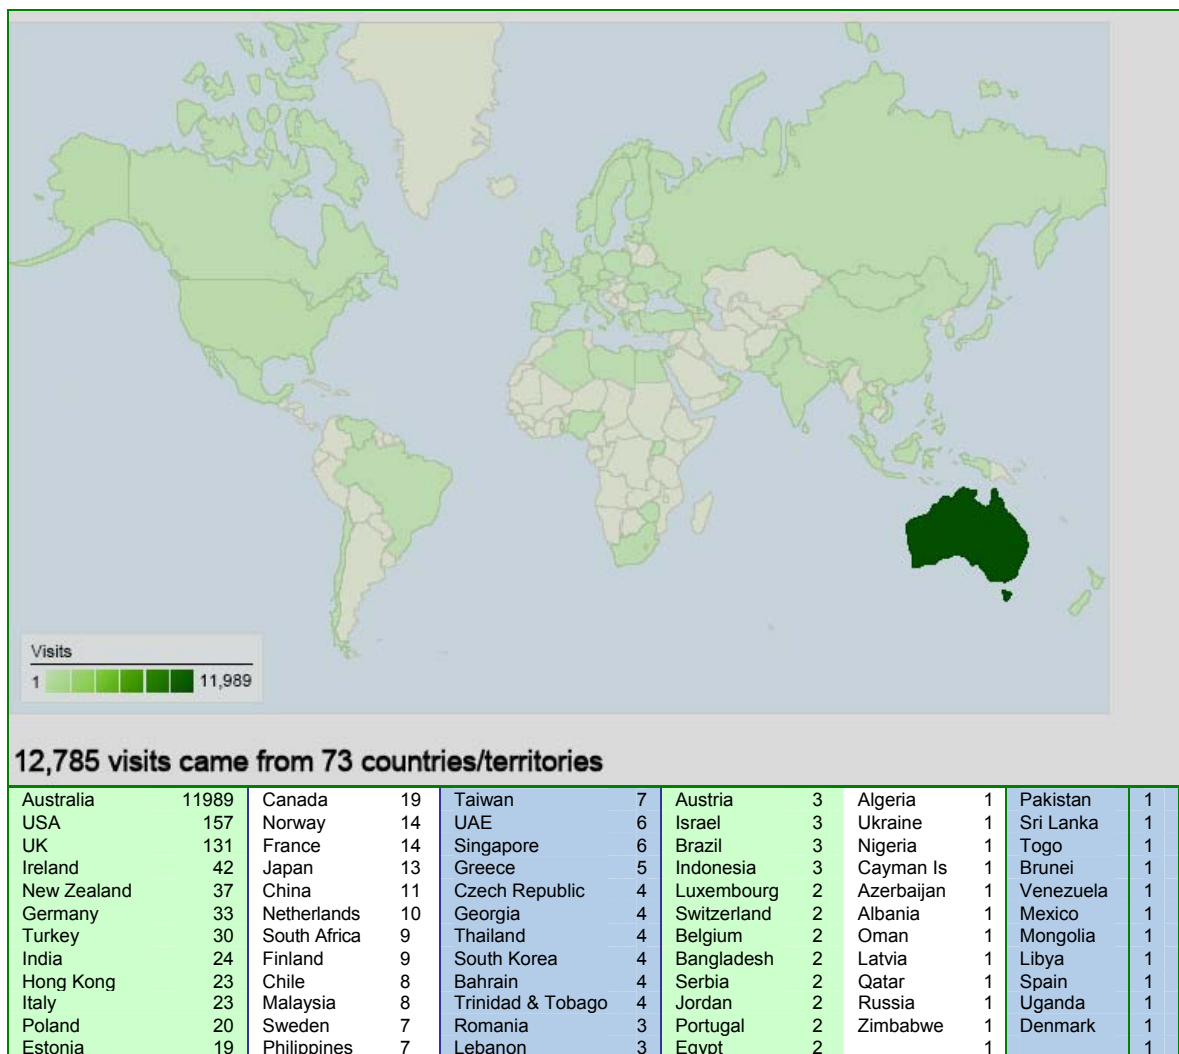 Visits
1 11,989
12,785 visits came from 73 countries/territories
Australia 11989 Canada 19 Taiwan 7 Austria 3 Algeria 1 Pakistan 1
USA 157 Norway 14 UAE 6 Israel 3 Ukraine 1 Sri Lanka 1
UK 131 France 14 Singapore 6 Brazil 3 Nigeria 1 Togo 1
Ireland 42 Japan 13 Greece 5 Indonesia 3 Cayman Is 1 Brunei 1
New Zealand 37 China 11 Czech Republic 4 Luxembourg 2 Azerbaijan 1 Venezuela 1
Germany 33 Netherlands 10 Georgia 4 Switzerland 2 Albania 1 Mexico 1
Turkey 30 South Africa 9 Thailand 4 Belgium 2 Oman 1 Mongolia 1
India 24 Finland 9 South Korea 4 Bangladesh 2 Latvia 1 Libya 1
Hong Kong 23 Chile 8 Bahrain 4 Serbia 2 Qatar 1 Spain 1
Italy 23 Malaysia 8 Trinidad & Tobago 4 Jordan 2 Russia 1 Uganda 1
Poland 20 Sweden 7 Romania 3 Portugal 2 Zimbabwe 1 Denmark 1
Estonia 19 Philippines 7 Lebanon 3 Egypt 2 1 1